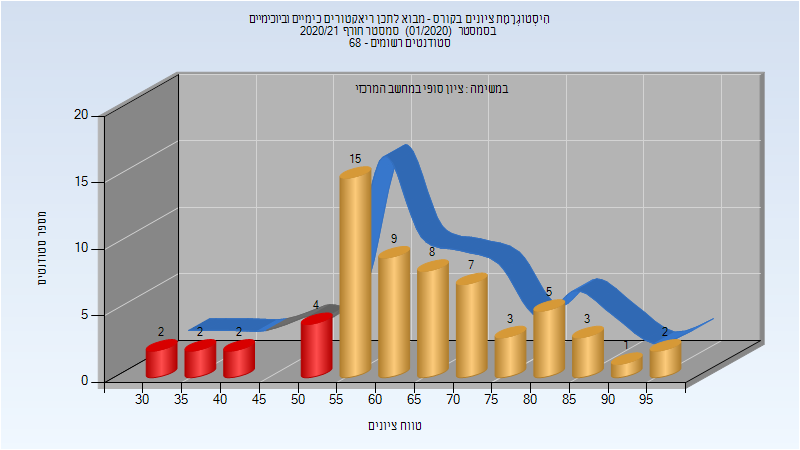 היסטוגרמת ציונים בקורס - מבוא לתכן ריאקטורים כימיים וביוכימיים
בסמסטר (01/2020) סמסטר חורף 2020/21
סטודנטים רשומים - 68
במשימה : ציון סופי במחשב המרכזי
מספר סטודנטים
20
15
10
5
0
2
2
2
4
15
9
8
7
3
5
3
1
2
30 35 40 45 50 55 60 65 70 75 80 85 90 95
טווח ציונים